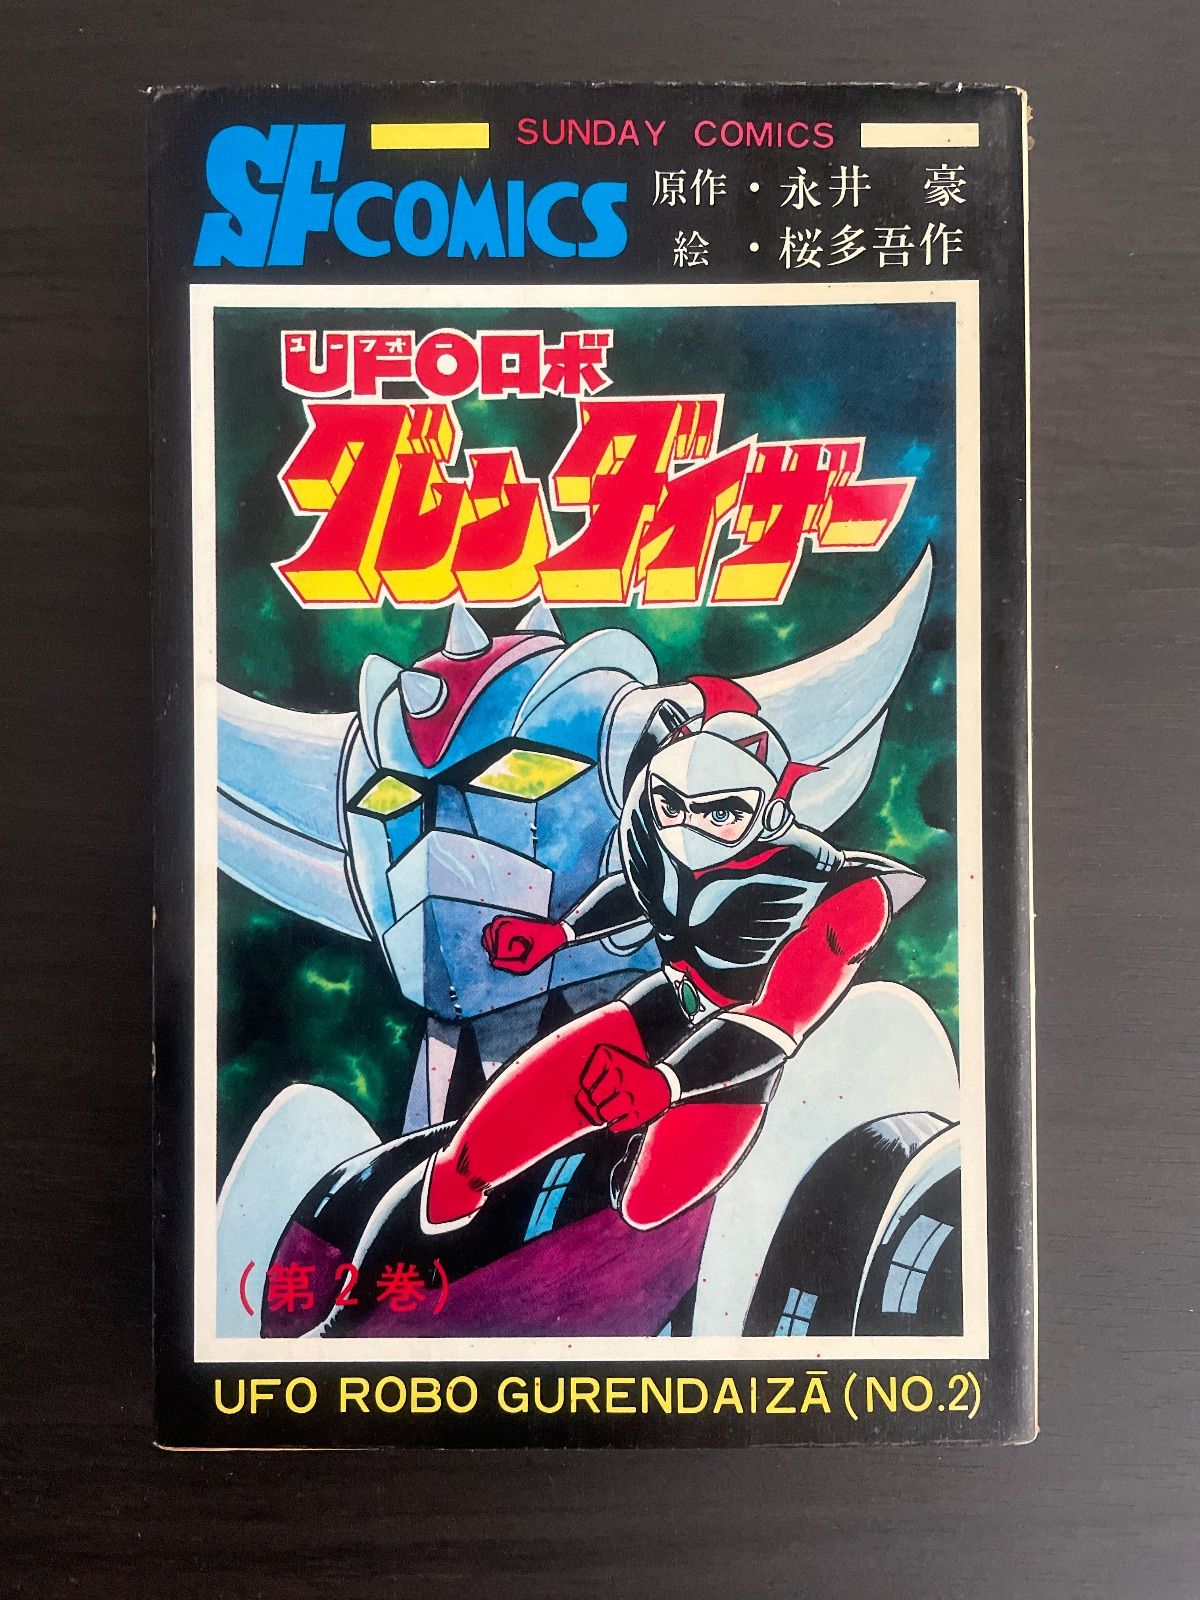 SUNDAY COMICS
SF COMICS
原作・永井 豪
絵・桜多吾作
ユーフォー
UFOロボ
グレンダイザー
(第2巻)
UFO ROBO GURENDAIZĀ (NO.2)